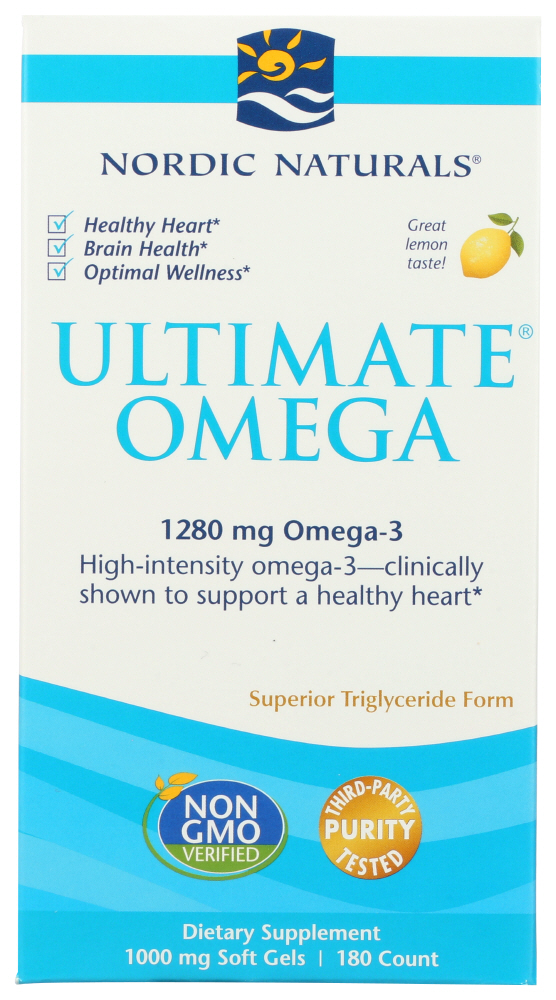 NORDIC NATURALS®
Healthy Heart*
Brain Health*
Optimal Wellness*
Great
lemon
taste!
ULTIMATE®
OMEGA
1280 mg Omega-3
High-intensity omega-3—clinically
shown to support a healthy heart*
Superior Triglyceride Form
NON
GMO
VERIFIED
THIRD-PARTY
PURITY
TESTED
Dietary Supplement
1000 mg Soft Gels | 180 Count